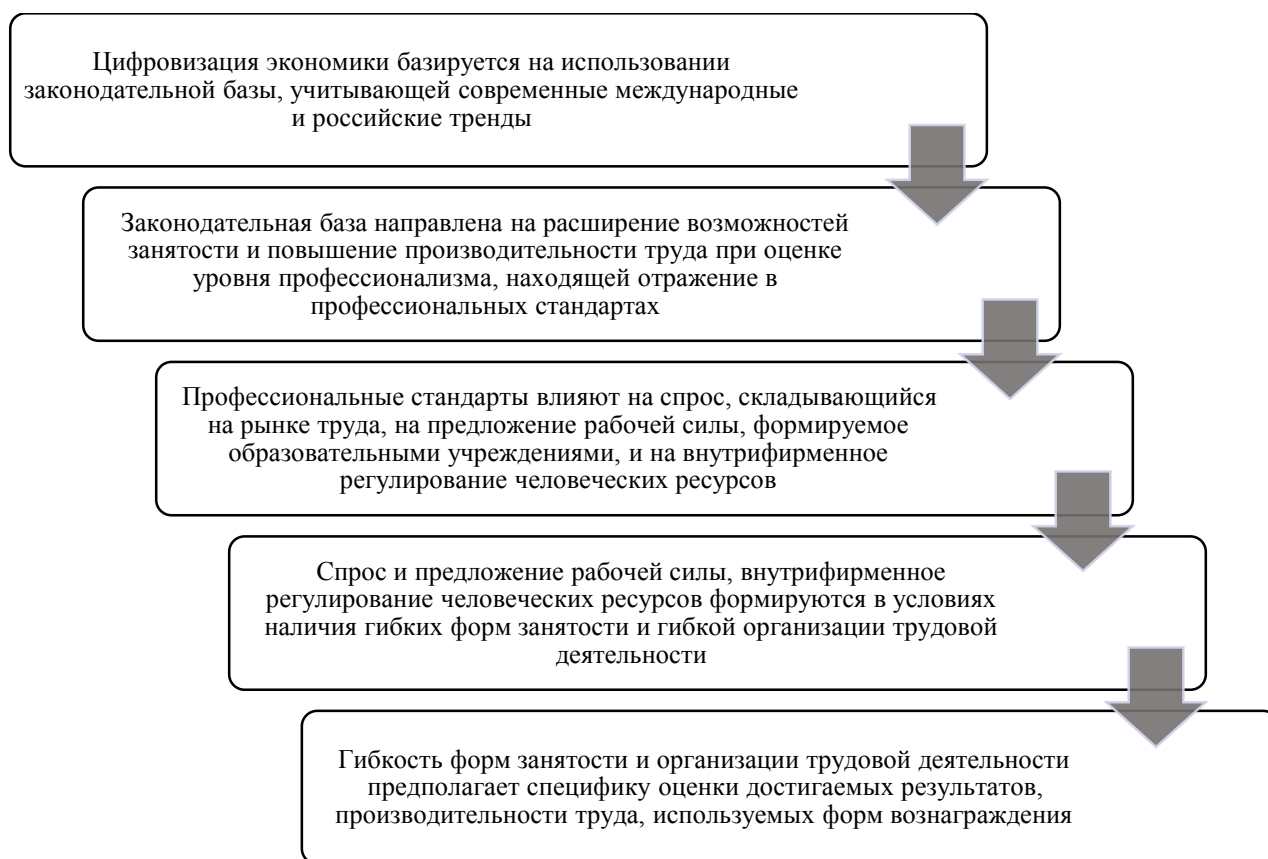 Цифровизация экономики базируется на использовании
законодательной базы, учитывающей современные международные
и российские тренды
Законодательная база направлена на расширение возможностей
занятости и повышение производительности труда при оценке
уровня профессионализма, находящей отражение в
профессиональных стандартах
Профессиональные стандарты влияют на спрос, складывающийся
на рынке труда, на предложение рабочей силы, формируемое
образовательными учреждениями, и на внутрифирменное
регулирование человеческих ресурсов
Спрос и предложение рабочей силы, внутрифирменное
регулирование человеческих ресурсов формируются в условиях
наличия гибких форм занятости и гибкой организации трудовой
деятельности
Гибкость форм занятости и организации трудовой деятельности
предполагает специфику оценки достигаемых результатов,
производительности труда, используемых форм вознаграждения